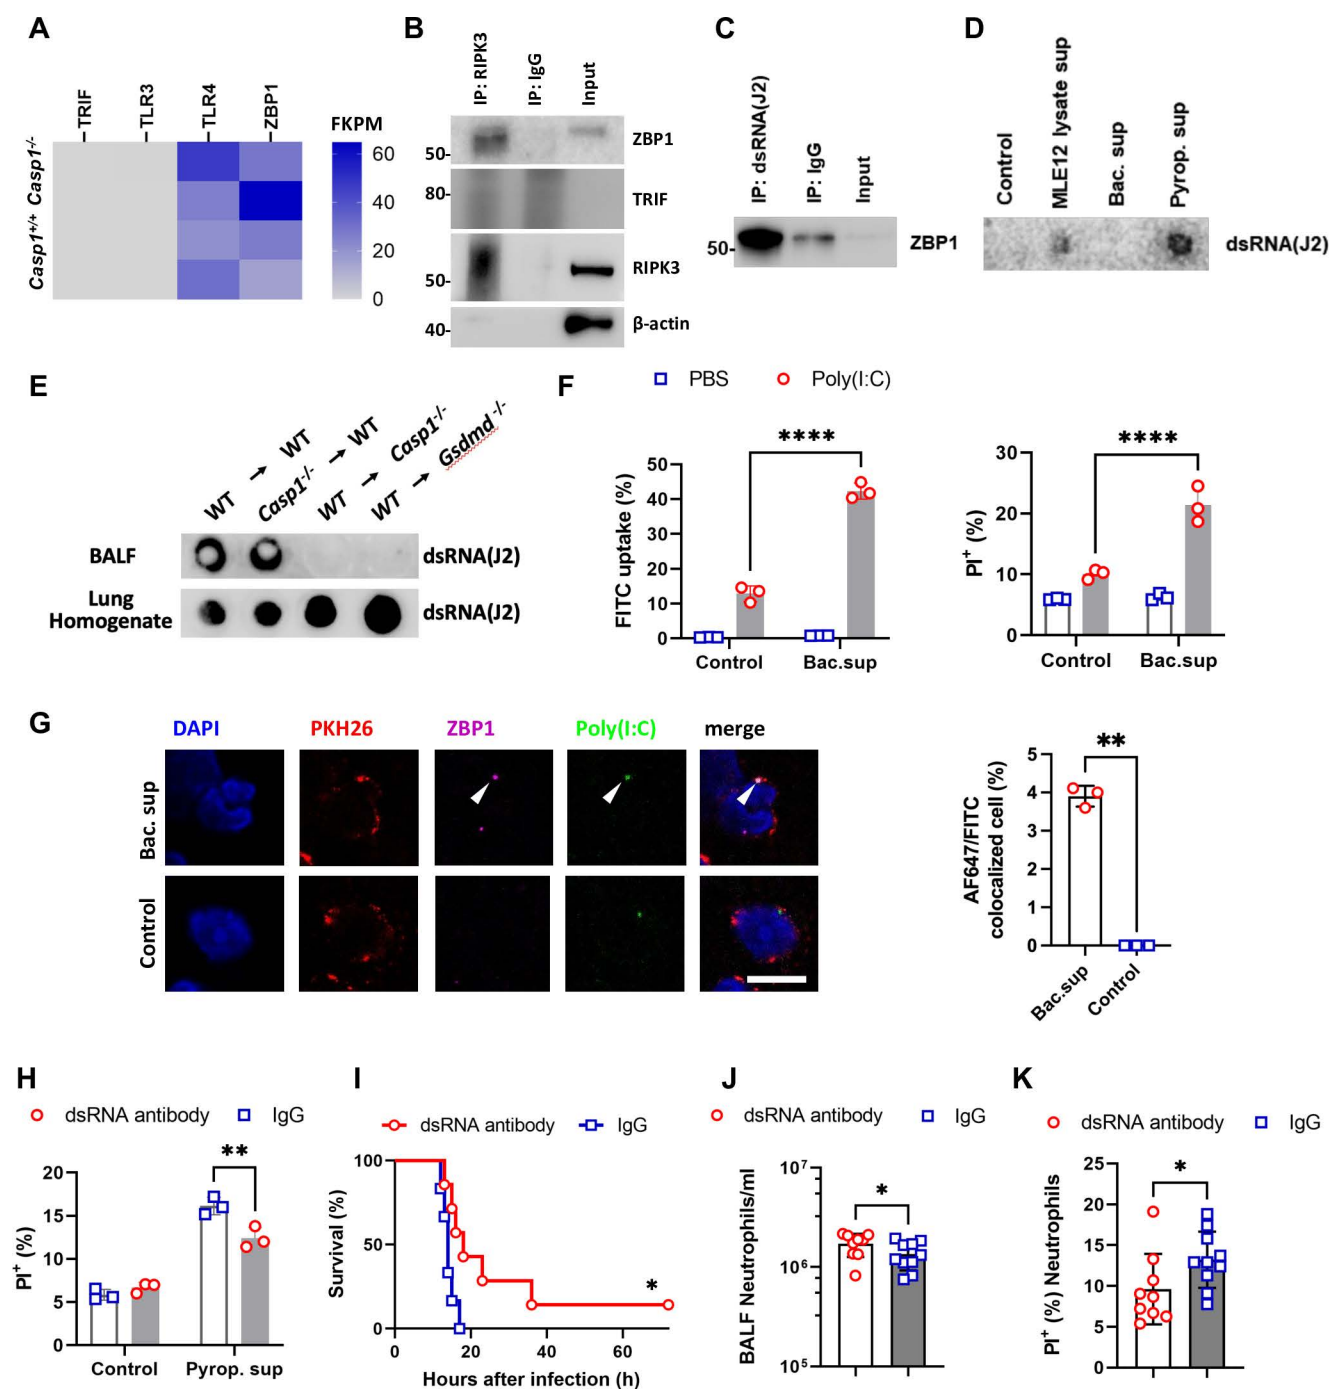 A
TRIF
TLR3
TLR4
ZBP1
Casp1+/+ Casp1-/-
FKPM
60
40
20
0
B
IP: RIPK3
IP: IgG
Input
50-
ZBP1
80-
TRIF
50-
RIPK3
40-
β-actin
C
IP: dsRNA(J2)
IP: IgG
Input
50-
ZBP1
D
Control
MLE12 lysate sup
Bac. sup
Pyrop. sup
dsRNA(J2)
E
WT → WT
Casp1-/- → WT
WT → Casp1-/-
WT → Gsdmd-/-
BALF
dsRNA(J2)
Lung
Homogenate
dsRNA(J2)
F
PBS
Poly(I:C)
FITC uptake (%)
50
40
30
20
10
0
****
Control
Bac.sup
PI+ (%)
30
20
10
0
****
Control
Bac.sup
G
DAPI
PKH26
ZBP1
Poly(I:C)
merge
Bac. sup
Control
AF647/FITC
colocalized cell (%)
5
4
3
2
1
0
**
Bac.sup
Control
H
dsRNA antibody
IgG
PI+ (%)
20
15
10
5
0
**
Control
Pyrop. sup
I
dsRNA antibody
IgG
Survival (%)
100
50
0
*
0
20
40
60
Hours after infection (h)
J
dsRNA antibody
IgG
BALF Neutrophils/ml
10^7
10^6
10^5
*
K
dsRNA antibody
IgG
PI+ (%) Neutrophils
25
20
15
10
5
0
*